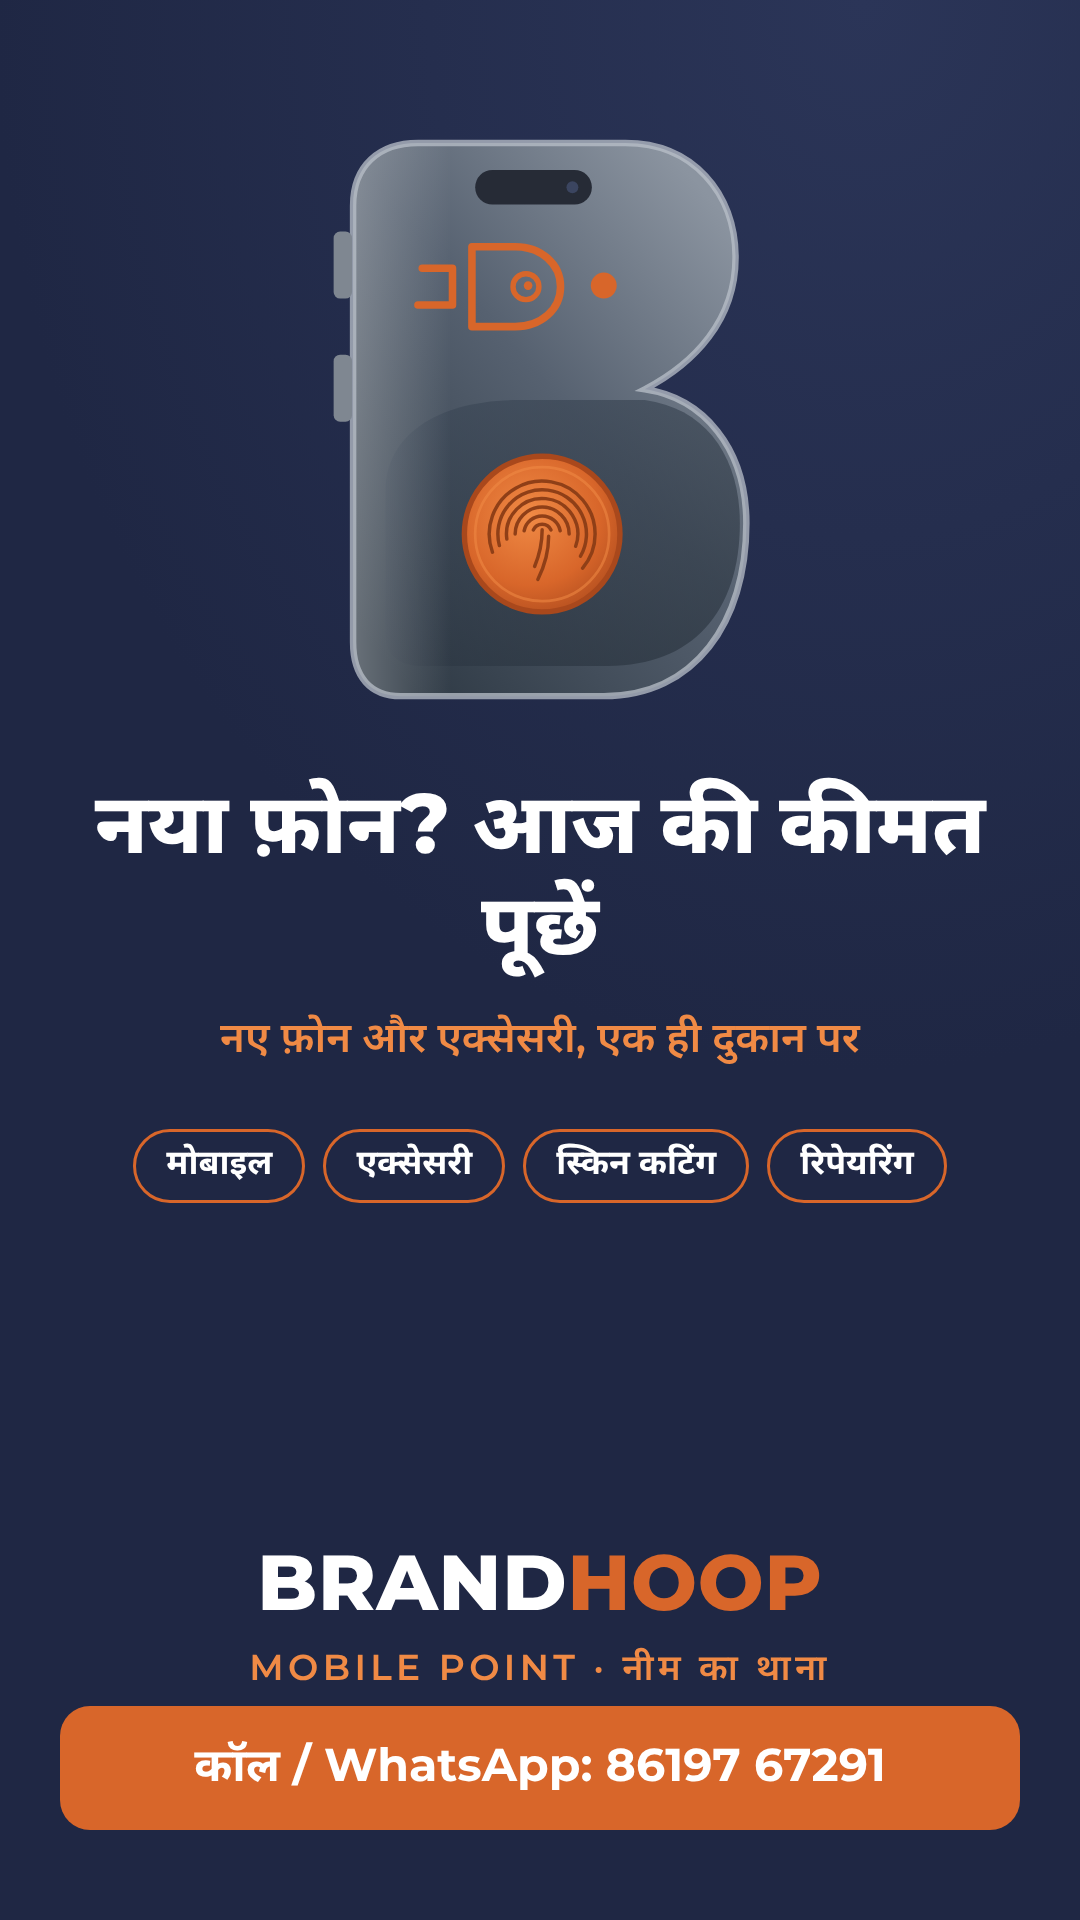 नया फ़ोन? आज की कीमत
पूछें
नए फ़ोन और एक्सेसरी, एक ही दुकान पर
मोबाइल एक्सेसरी स्किन कटिंग रिपेयरिंग
BRANDHOOP
MOBILE POINT · नीम का थाना
कॉल / WhatsApp: 86197 67291